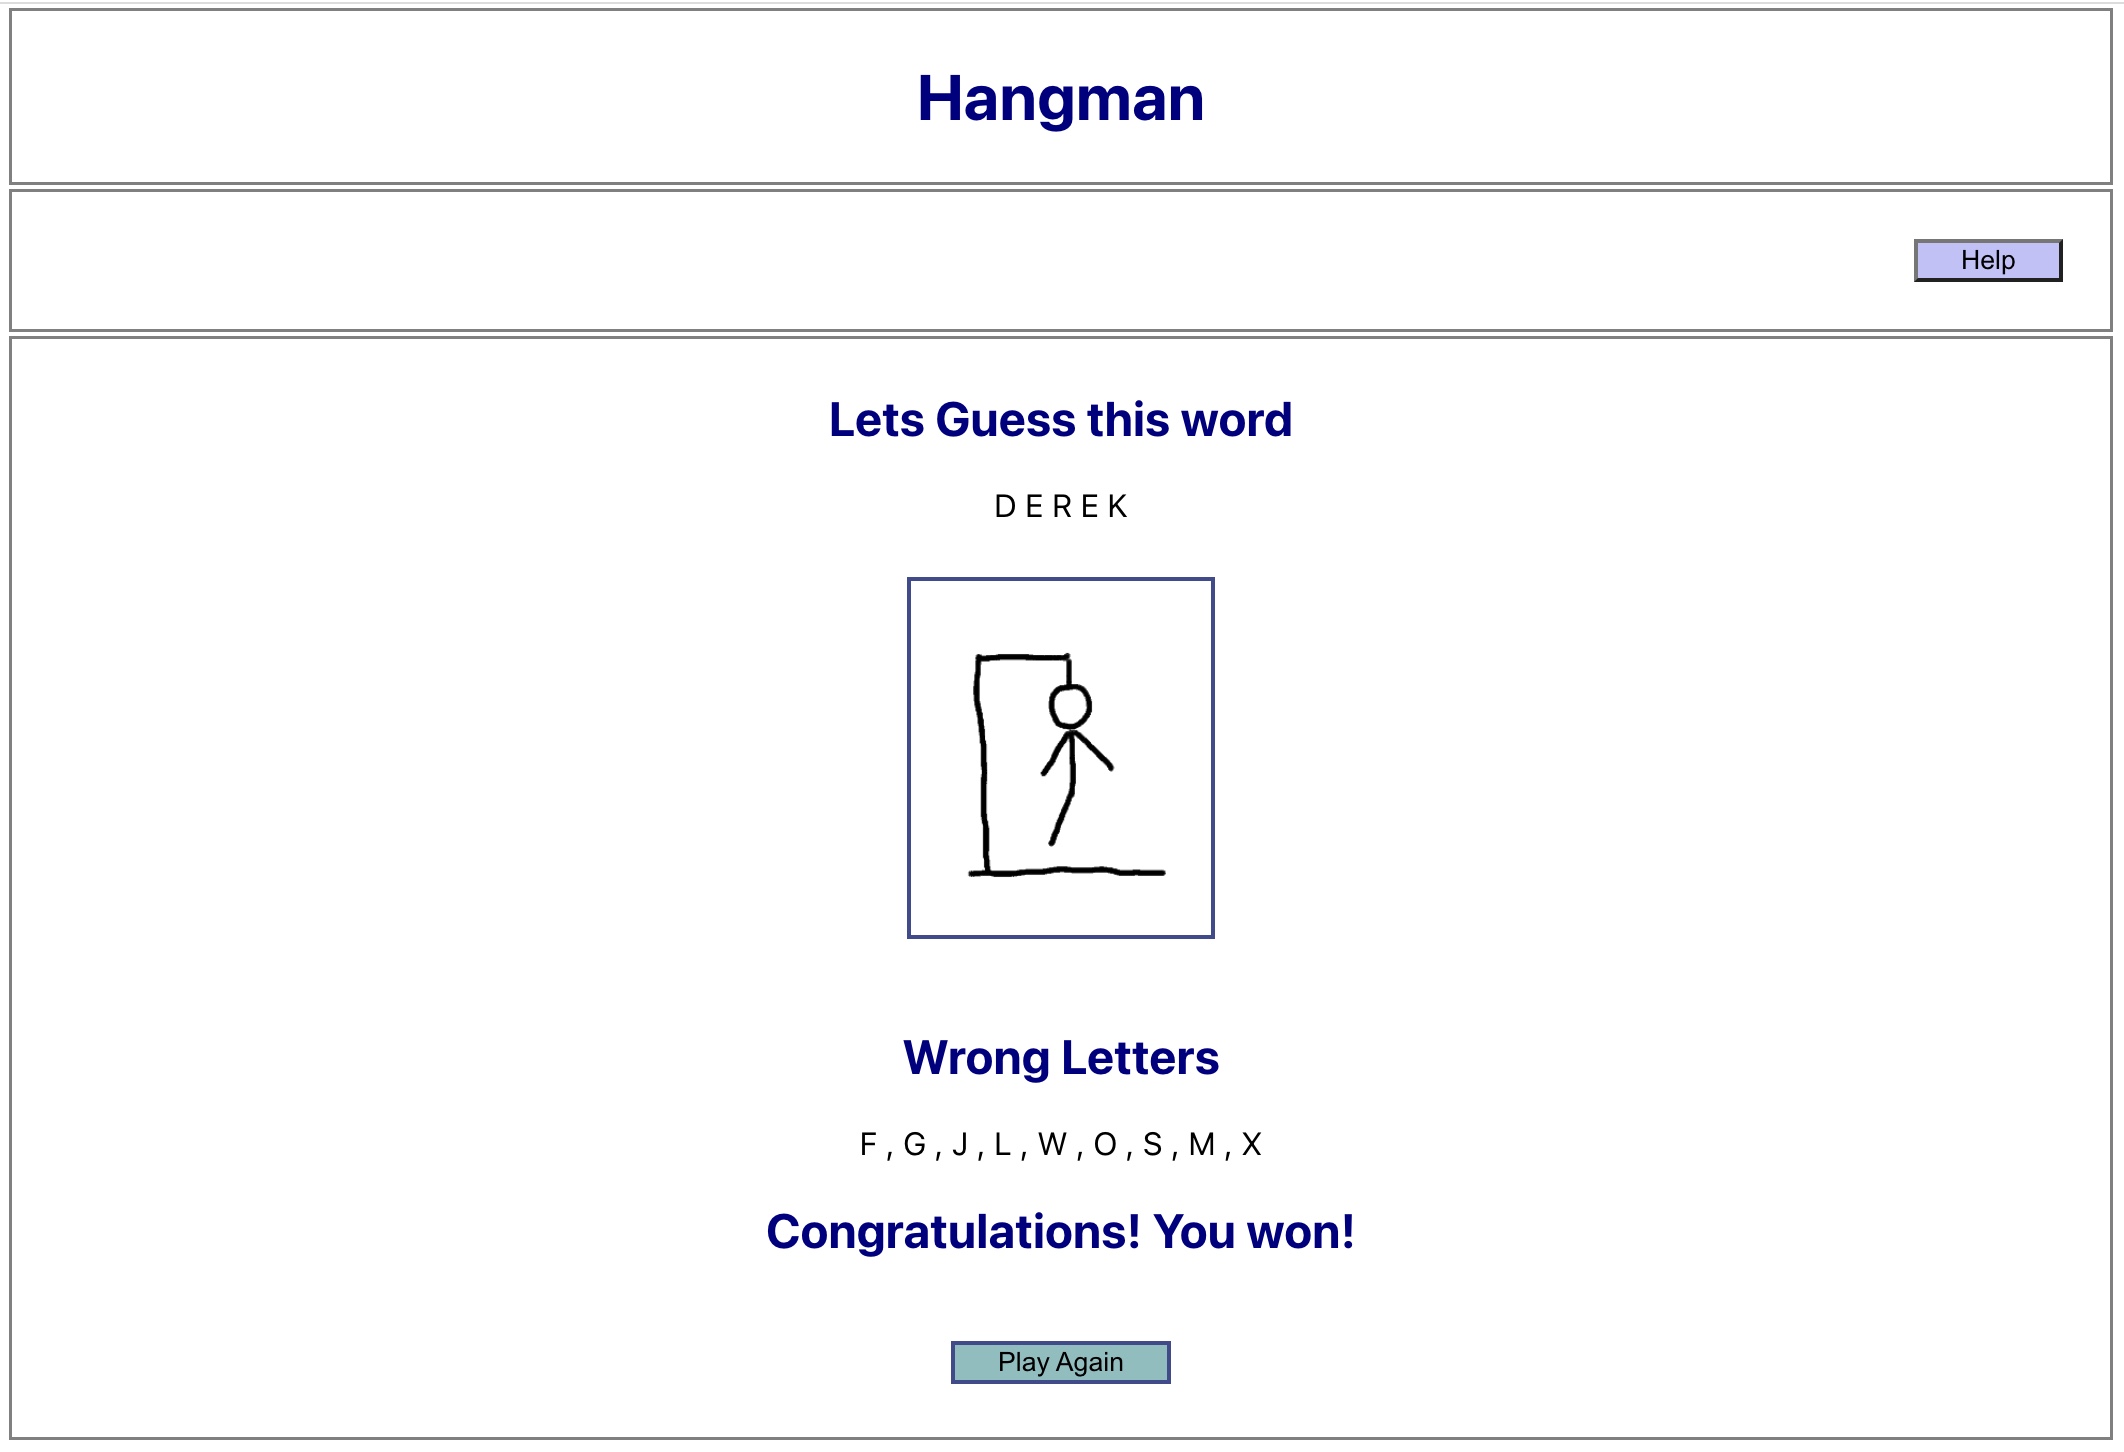 Hangman
Help
Lets Guess this word
D E R E K
Wrong Letters
F , G , J , L , W , O , S , M , X
Congratulations! You won!
Play Again